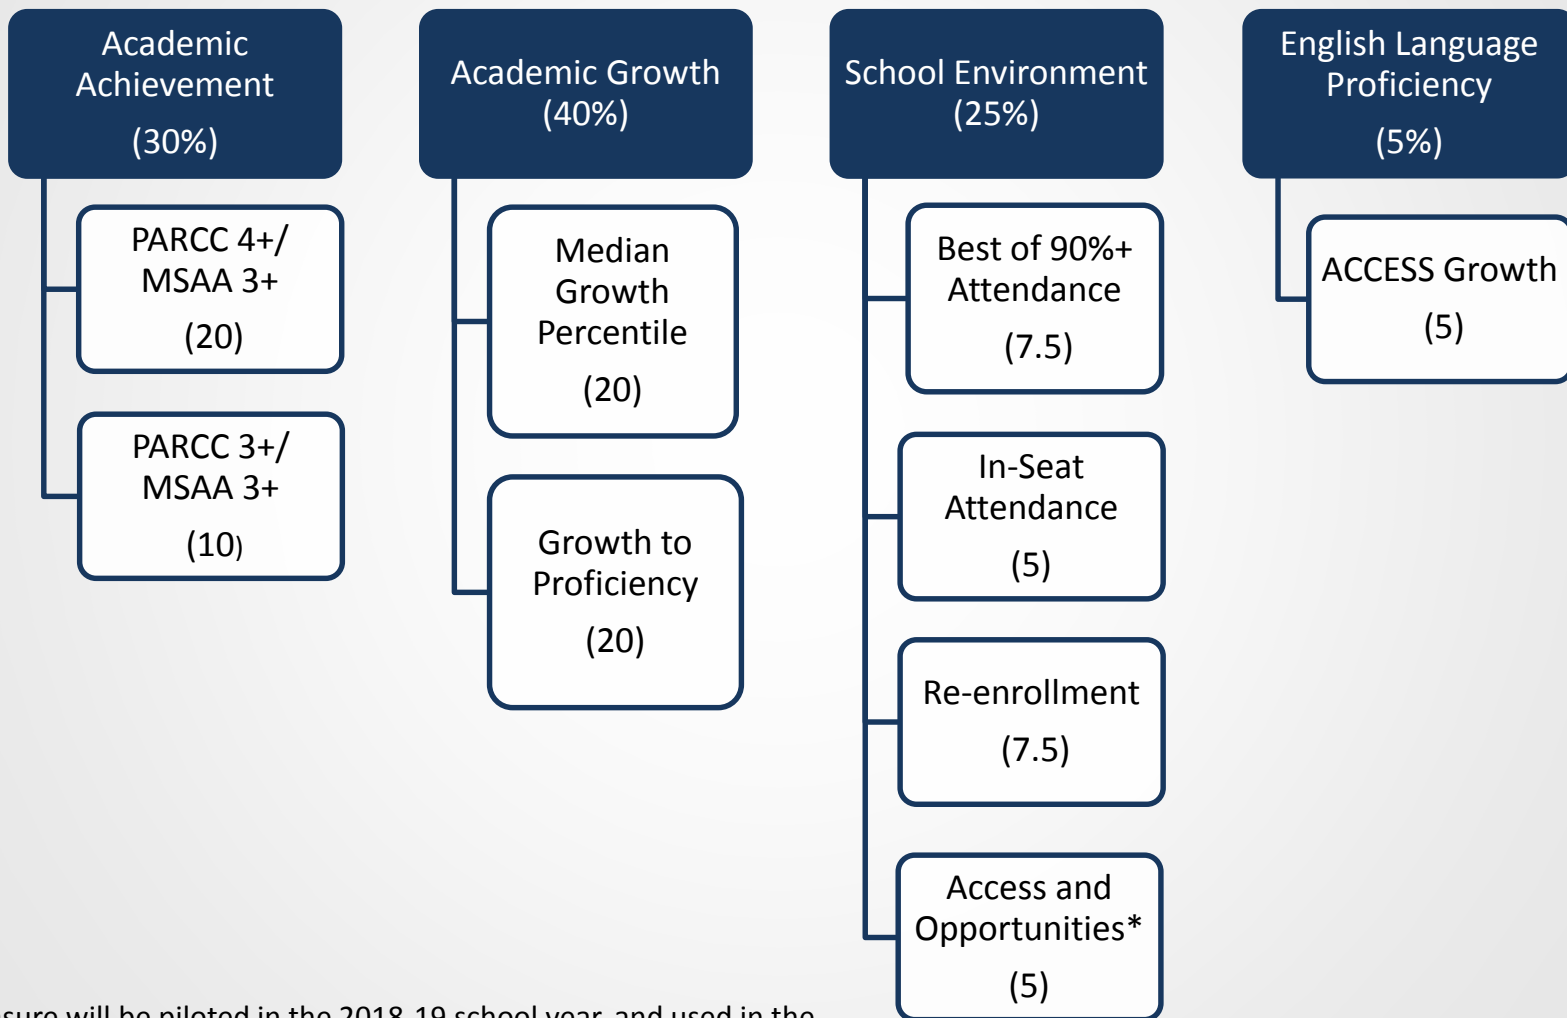 Academic
Achievement
(30%)
PARCC 4+/
MSAA 3+
(20)
PARCC 3+/
MSAA 3+
(10)
Academic Growth
(40%)
Median
Growth
Percentile
(20)
Growth to
Proficiency
(20)
School Environment
(25%)
Best of 90%+
Attendance
(7.5)
In-Seat
Attendance
(5)
Re-enrollment
(7.5)
Access and
Opportunities*
(5)
English Language
Proficiency
(5%)
ACCESS Growth
(5)
will be piloted in the 2018-19 school year, and used in the